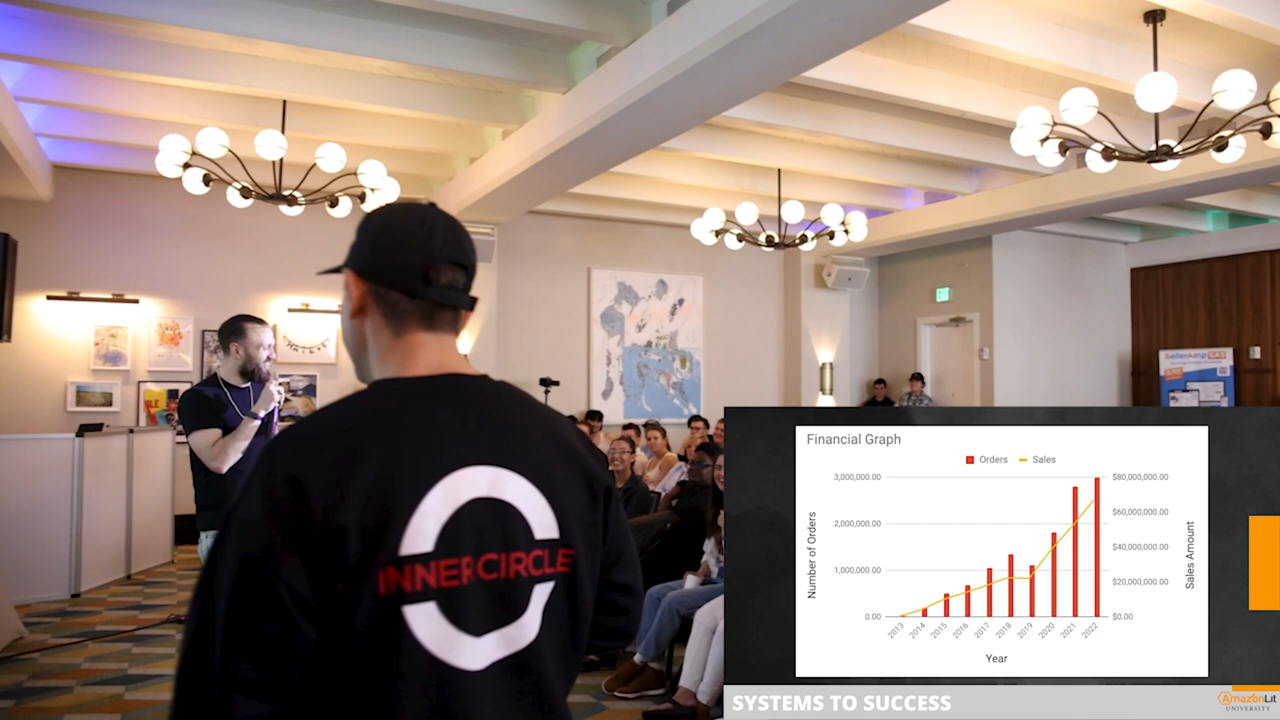 SellerAmp SAS
INNER CIRCLE
Financial Graph
Orders
Sales
3,000,000.00
2,000,000.00
1,000,000.00
0.00
Number of Orders
$80,000,000.00
$60,000,000.00
$40,000,000.00
$20,000,000.00
$0.00
Sales Amount
2013
2014
2015
2016
2017
2018
2019
2020
2021
2022
Year
SYSTEMS TO SUCCESS
AmazonLit
UNIVERSITY